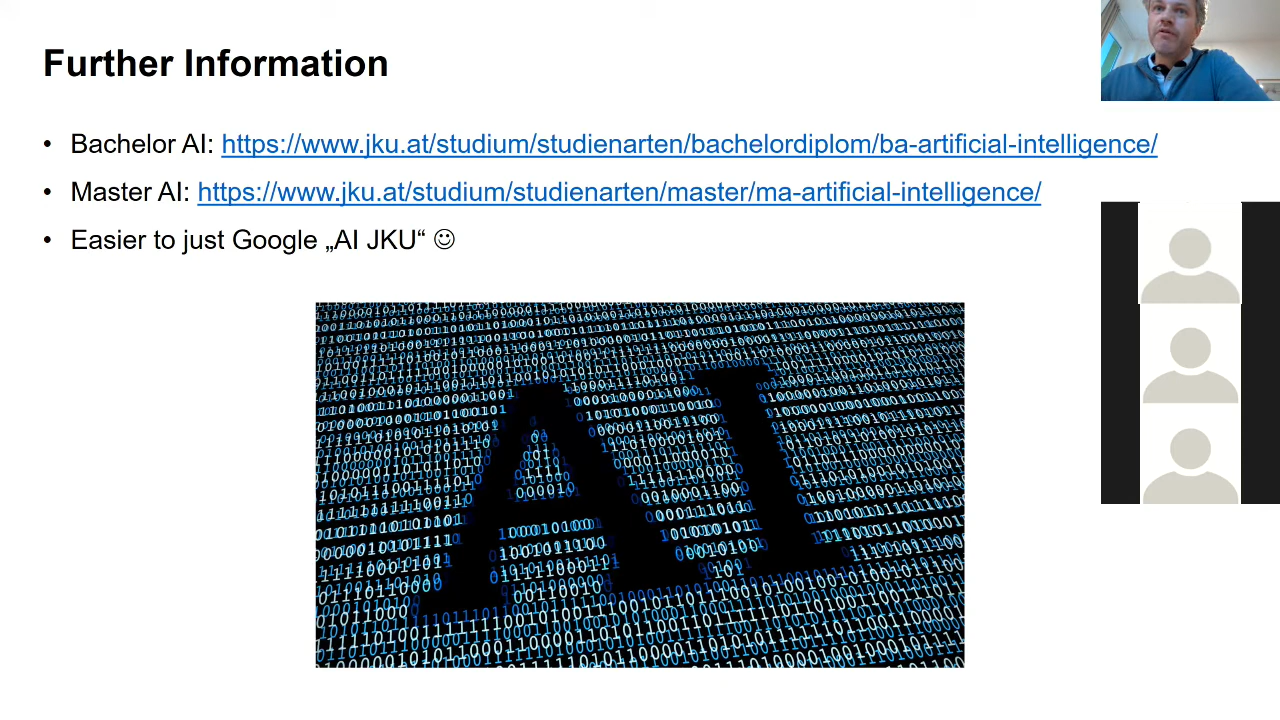 Further Information
• Bachelor AI: https://www.jku.at/studium/studienarten/bachelordiplom/ba-artificial-intelligence/
• Master AI: https://www.jku.at/studium/studienarten/master/ma-artificial-intelligence/
• Easier to just Google „AI JKU“ ☺
AI